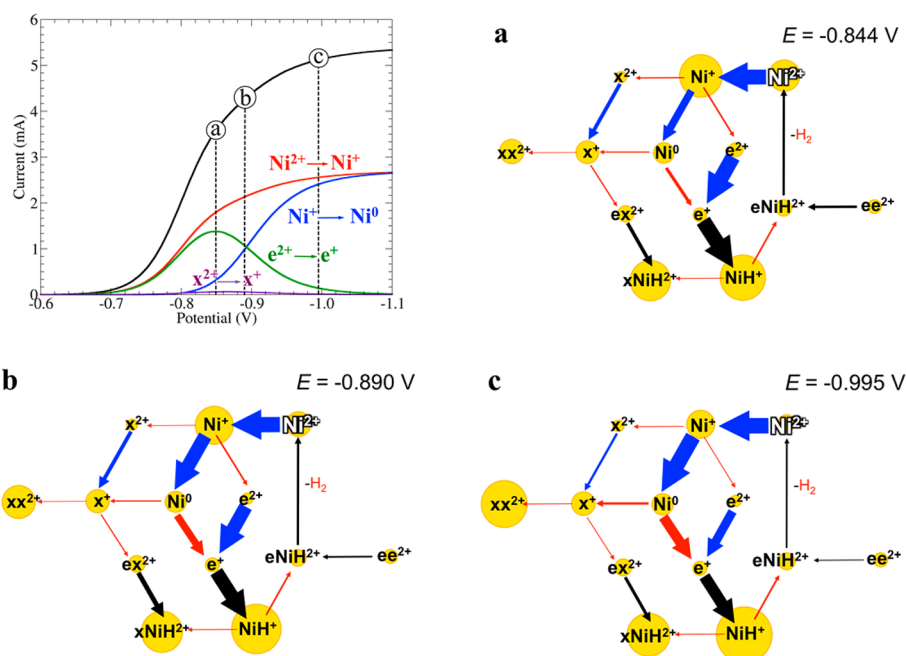 6
5
4
3
2
1
0
Current (mA)
-0.6 -0.7 -0.8 -0.9 -1.0 -1.1
Potential (V)
a
b
c
Ni²⁺→Ni⁺
Ni⁺→Ni⁰
e²⁺→e⁺
x²⁺→x⁺
a
E = -0.844 V
x²⁺ Ni⁺ Ni²⁺
-H₂
xx²⁺ x⁺ Ni⁰ e²⁺
ex²⁺ e⁺ eNiH²⁺ ee²⁺
xNiH²⁺ NiH⁺
b
E = -0.890 V
x²⁺ Ni⁺ Ni²⁺
-H₂
xx²⁺ x⁺ Ni⁰ e²⁺
ex²⁺ e⁺ eNiH²⁺ ee²⁺
xNiH²⁺ NiH⁺
c
E = -0.995 V
x²⁺ Ni⁺ Ni²⁺
-H₂
xx²⁺ x⁺ Ni⁰ e²⁺
ex²⁺ e⁺ eNiH²⁺ ee²⁺
xNiH²⁺ NiH⁺